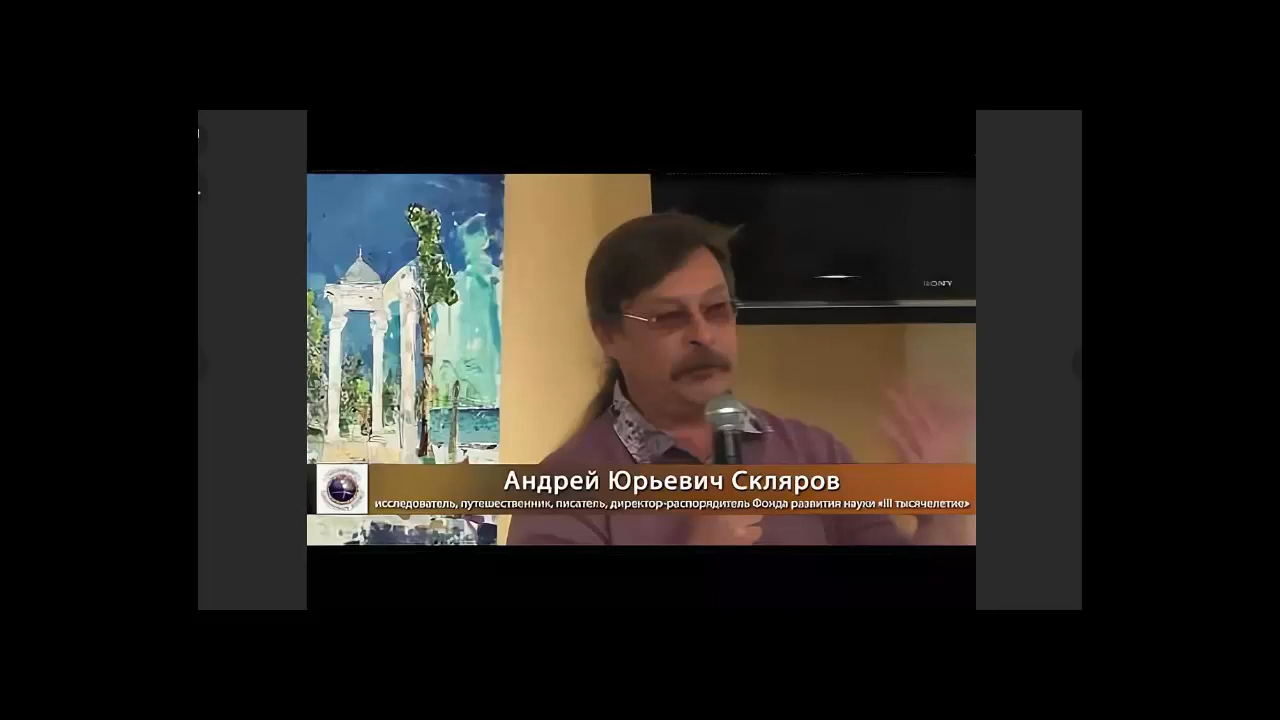 SONY
Андрей Юрьевич Скляров
исследователь, путешественник, писатель, директор-распорядитель Фонда развития науки «III тысячелетие»